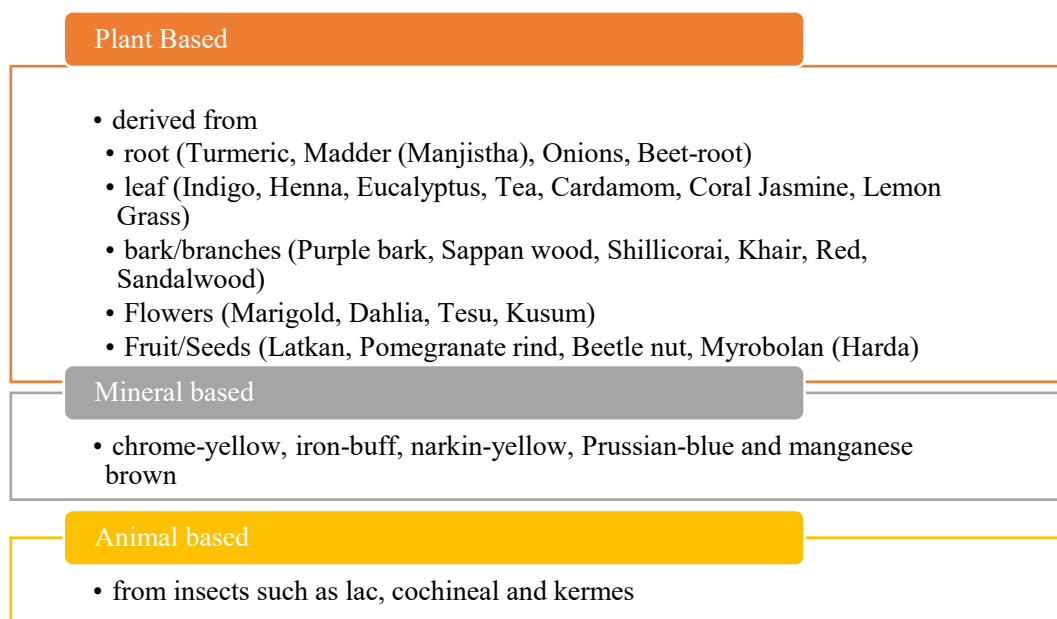 Plant Based
• derived from
• root (Turmeric, Madder (Manjistha), Onions, Beet-root)
• leaf (Indigo, Henna, Eucalyptus, Tea, Cardamom, Coral Jasmine, Lemon
Grass)
• bark/branches (Purple bark, Sappan wood, Shillicorai, Khair, Red,
Sandalwood)
• Flowers (Marigold, Dahlia, Tesu, Kusum)
• Fruit/Seeds (Latkan, Pomegranate rind, Beetle nut, Myrobolan (Harda)
Mineral based
• chrome-yellow, iron-buff, narkin-yellow, Prussian-blue and manganese
brown
Animal based
• from insects such as lac, cochineal and kermes